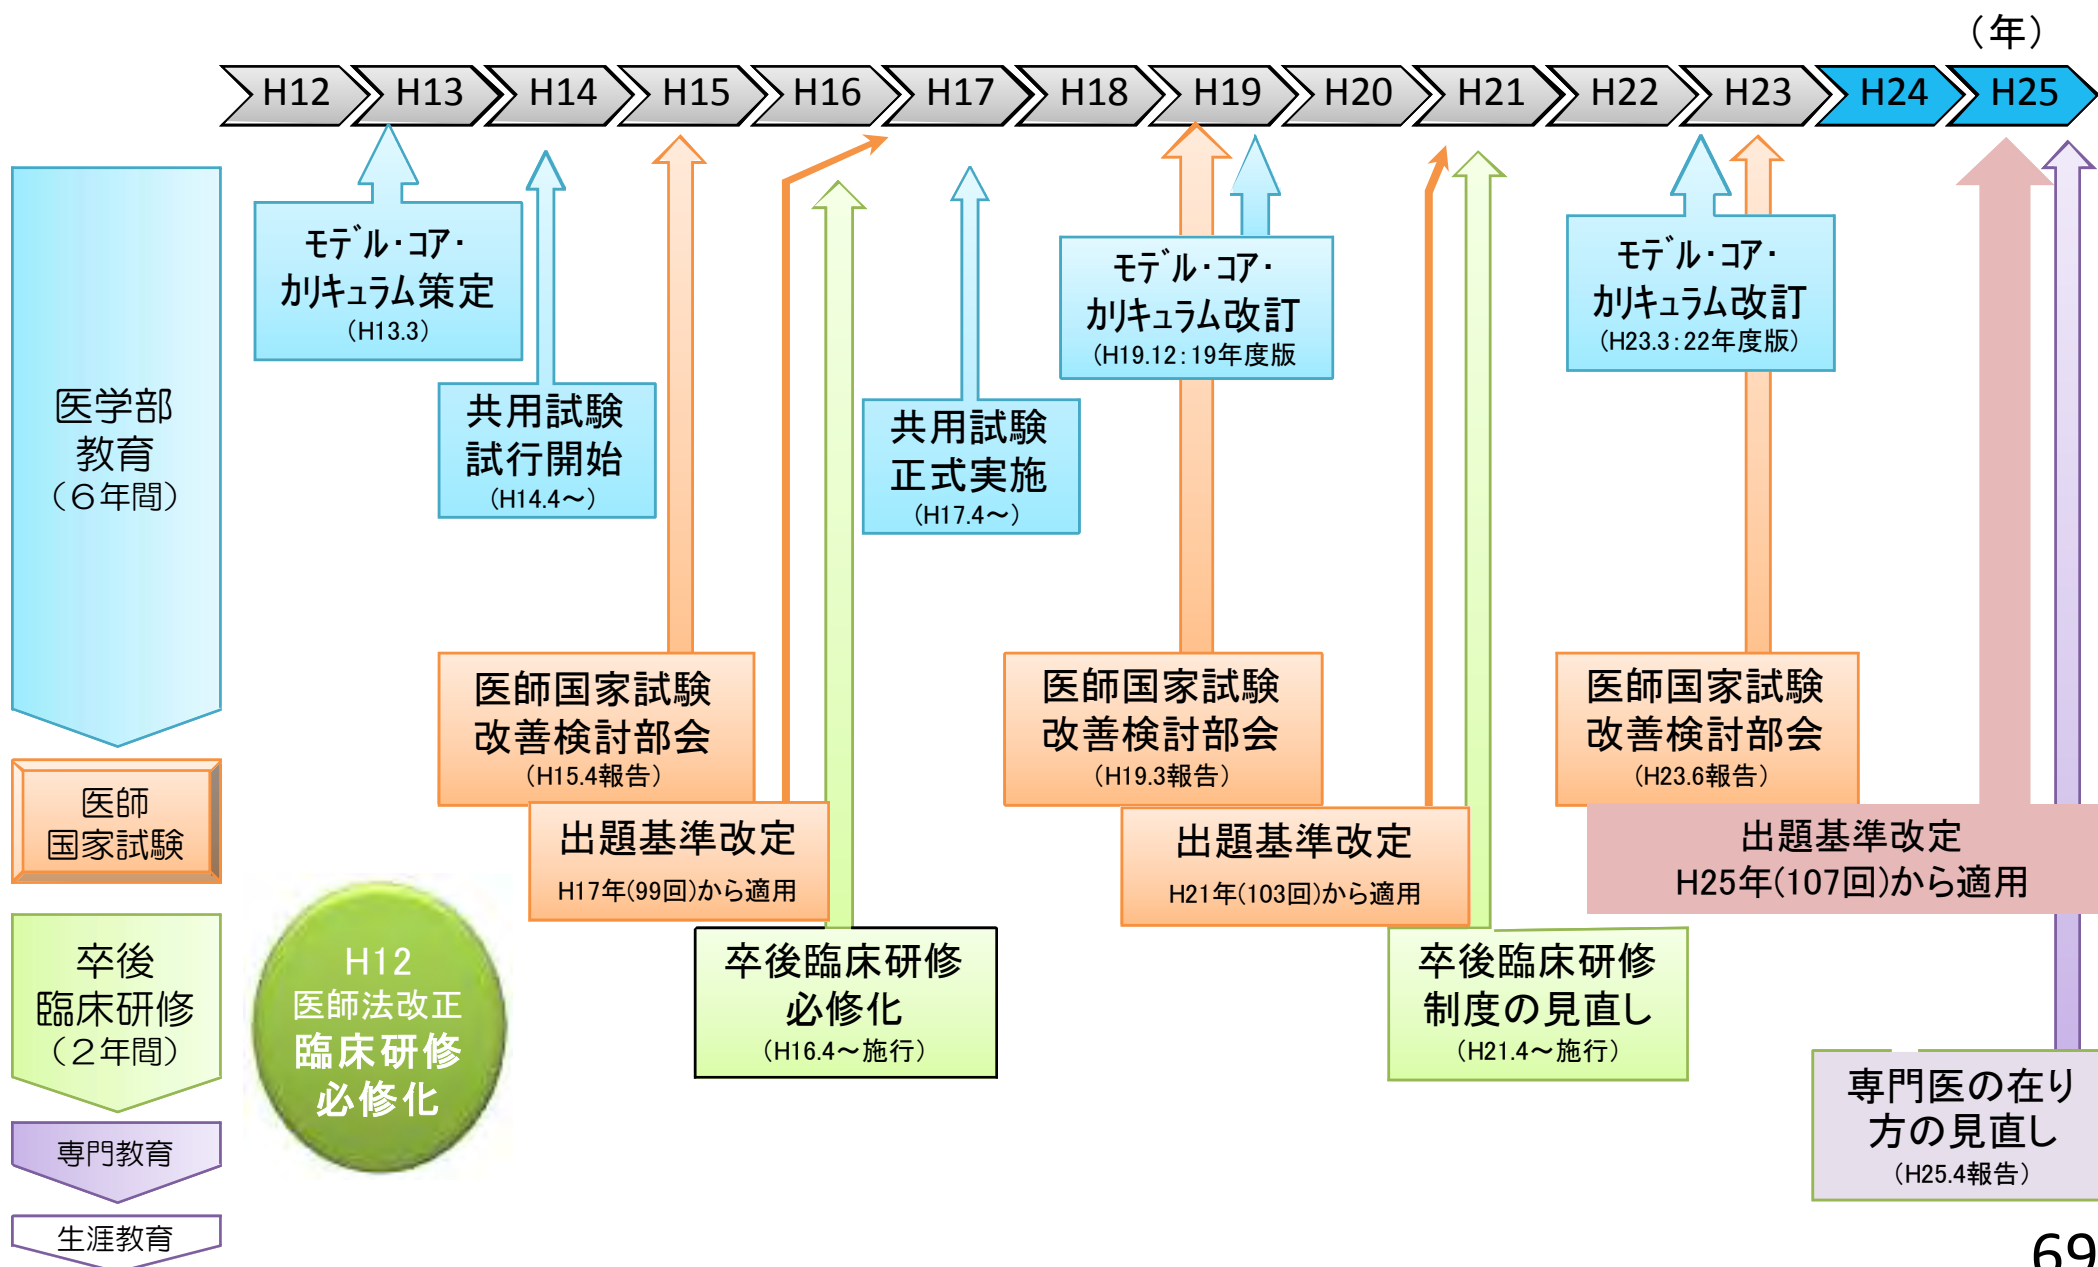 （年）
H12 H13 H14 H15 H16 H17 H18 H19 H20 H21 H22 H23 H24 H25
医学部
教育
（６年間）
モデル・コア・
カリキュラム策定
（H13.3）
共用試験
試行開始
（H14.4～）
共用試験
正式実施
（H17.4～）
モデル・コア・
カリキュラム改訂
（H19.12：19年度版
モデル・コア・
カリキュラム改訂
（H23.3：22年度版）
医師
国家試験
医師国家試験
改善検討部会
（H15.4報告）
出題基準改定
H17年(99回)から適用
医師国家試験
改善検討部会
（H19.3報告）
出題基準改定
H21年(103回)から適用
医師国家試験
改善検討部会
（H23.6報告）
出題基準改定
H25年(107回)から適用
卒後
臨床研修
（２年間）
H12
医師法改正
臨床研修
必修化
卒後臨床研修
必修化
（H16.4～施行）
卒後臨床研修
制度の見直し
（H21.4～施行）
専門医の在り
方の見直し
（H25.4報告）
専門教育
生涯教育
69